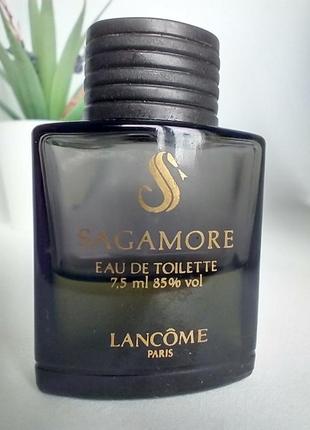 SAGAMORE
EAU DE TOILETTE
7,5 ml 85% vol
LANCÔME
PARIS